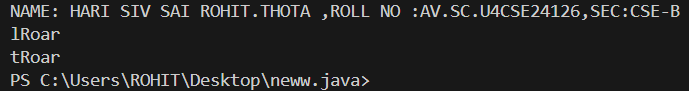 NAME: HARI SIV SAI ROHIT.THOTA ,ROLL NO :AV.SC.U4CSE24126,SEC:CSE-B
lRoar
tRoar
PS C:\Users\ROHIT\Desktop\neww.java>